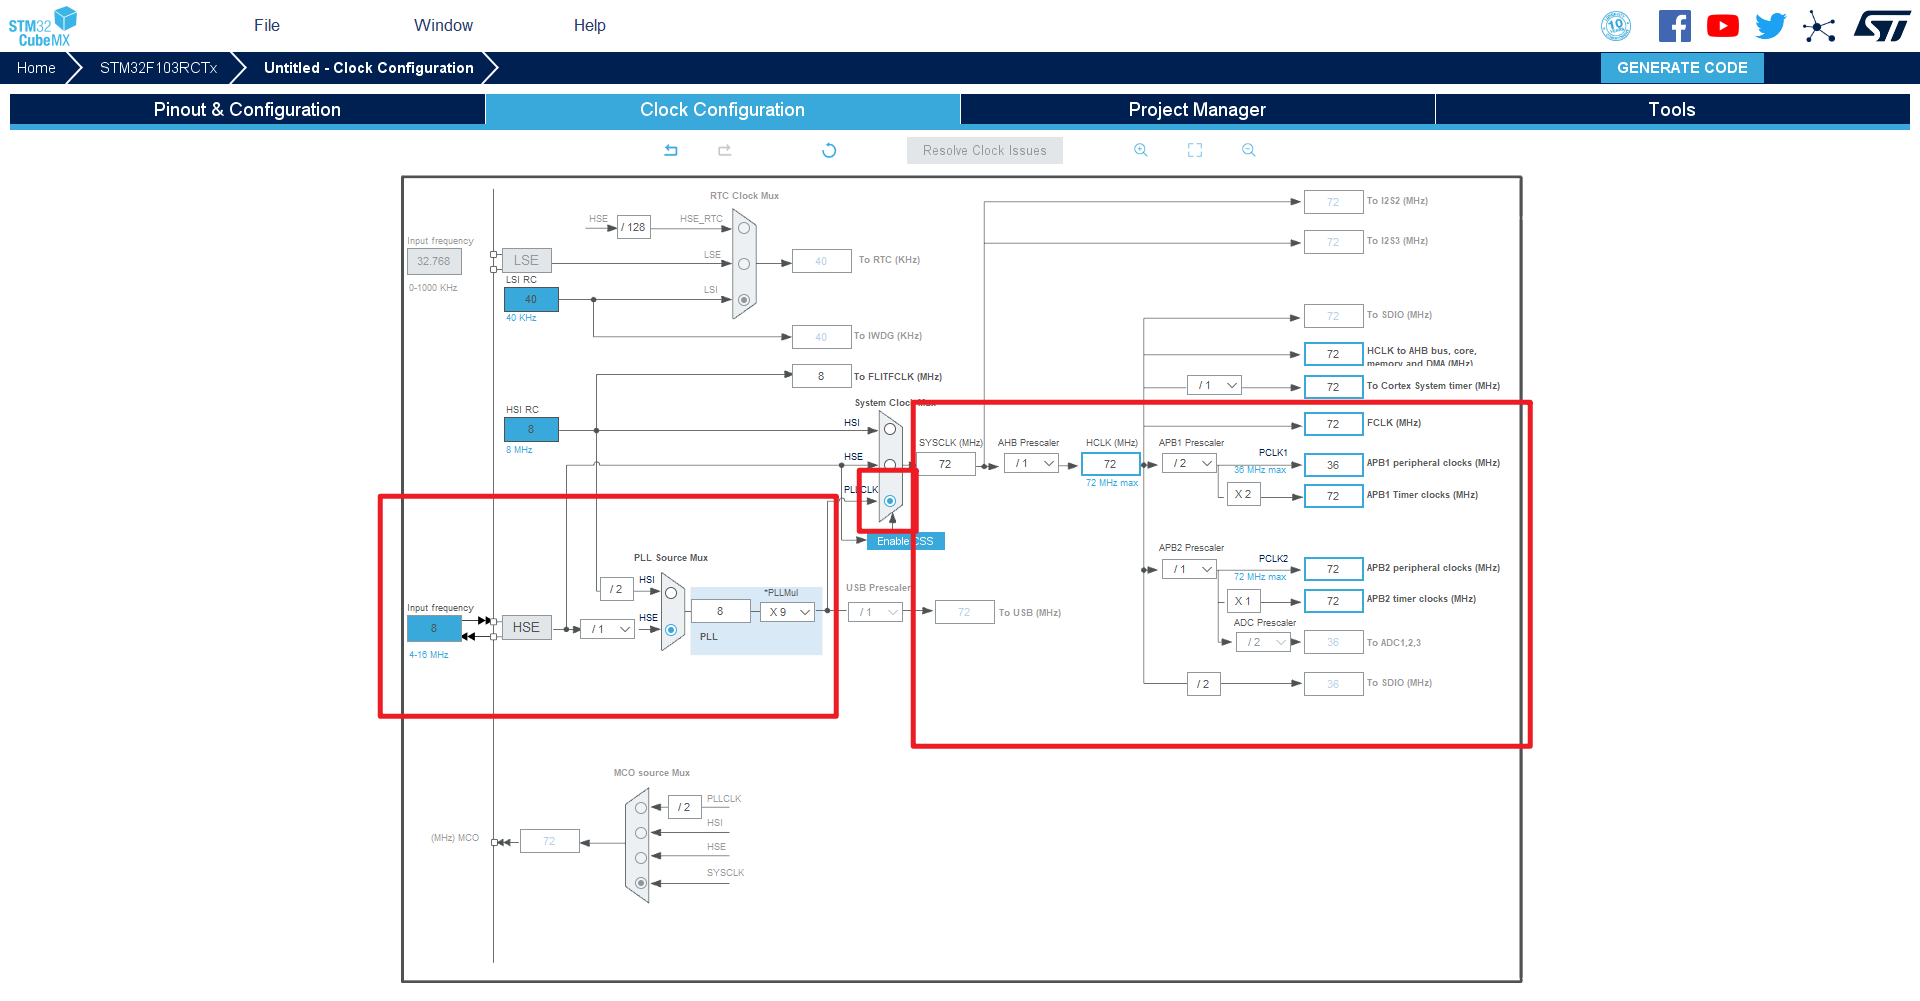 STM32
CubeMX
File
Window
Help
10
Home
STM32F103RCTx
Untitled - Clock Configuration
GENERATE CODE
Pinout & Configuration
Clock Configuration
Project Manager
Tools
Resolve Clock Issues
RTC Clock Mux
HSE
/ 128
HSE_RTC
72
To I2S2 (MHz)
Input frequency
32.768
0-1000 KHz
LSE
LSE
40
To RTC (KHz)
72
To I2S3 (MHz)
LSI RC
40
40 KHz
LSI
40
To IWDG (KHz)
72
To SDIO (MHz)
8
To FLITFCLK (MHz)
72
HCLK to AHB bus, core,
memory and DMA (MHz)
/ 1
72
To Cortex System timer (MHz)
System Clock Mux
HSI RC
8
8 MHz
HSI
72
FCLK (MHz)
HSE
SYSCLK (MHz)
72
AHB Prescaler
/ 1
HCLK (MHz)
72
72 MHz max
APB1 Prescaler
/ 2
PCLK1
36 MHz max
36
APB1 peripheral clocks (MHz)
X 2
72
APB1 Timer clocks (MHz)
PLLCLK
Enable CSS
PLL Source Mux
/ 2
HSI
HSE
8
*PLLMul
X 9
PLL
Input frequency
8
4-16 MHz
HSE
/ 1
USB Prescaler
/ 1
72
To USB (MHz)
APB2 Prescaler
/ 1
PCLK2
72 MHz max
72
APB2 peripheral clocks (MHz)
X 1
72
APB2 timer clocks (MHz)
ADC Prescaler
/ 2
36
To ADC1,2,3
/ 2
36
To SDIO (MHz)
MCO source Mux
/ 2
PLLCLK
HSI
HSE
SYSCLK
(MHz) MCO
72